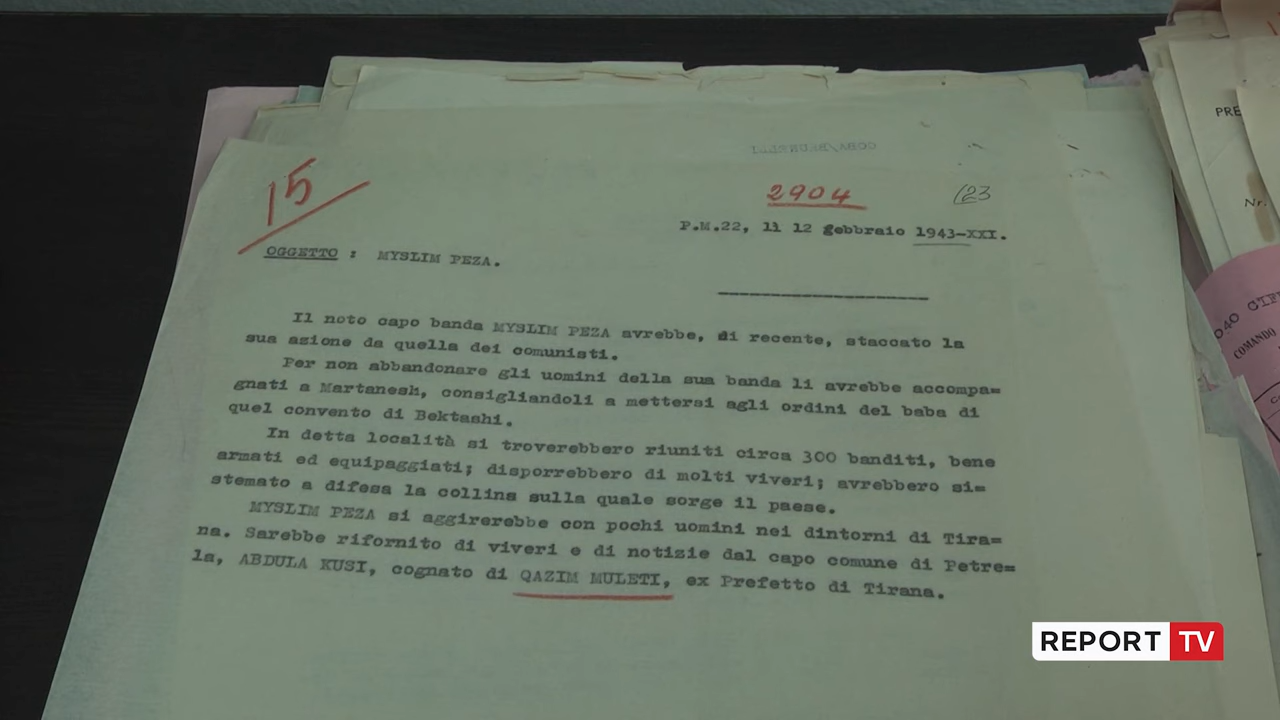 15
2904
123
P.M.22, li 12 gebbraio 1943-XXI.
OGGETTO : MYSLIM PEZA.
Il noto capo banda MYSLIM PEZA avrebbe, di recente, staccato la
sua azione da quella dei comunisti.
Per non abbandonare gli uomini della sua banda li avrebbe accompa=
gnati a Martanesh, consigliandoli a mettersi agli ordini del baba di
quel convento di Bektashi.
In detta località si troverebbero riuniti circa 300 banditi, bene
armati ed equipaggiati; disporrebbero di molti viveri; avrebbero si=
stemato a difesa la collina sulla quale sorge il paese.
MYSLIM PEZA si aggirerebbe con pochi uomini nei dintorni di Tira=
na. Sarebbe rifornito di viveri e di notizie dal capo comune di Petre=
la, ABDULA KUSI, cognato di QAZIM MULETI, ex Prefetto di Tirana.
PRE
Nr.
COMANDO
REPORT TV